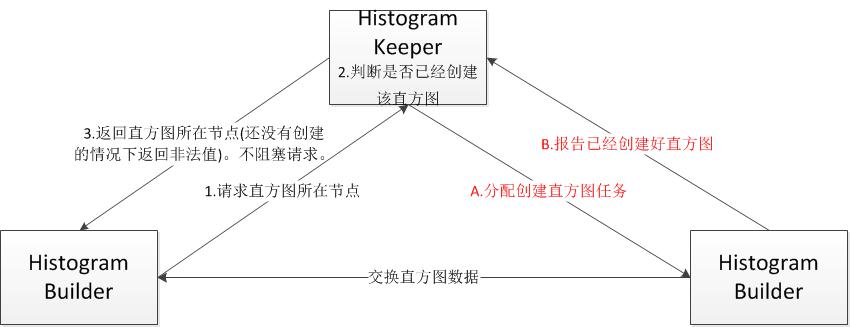 Histogram
Keeper
2.判断是否已经创建
该直方图
3.返回直方图所在节点(还没有创建
的情况下返回非法值)。不阻塞请求。
B.报告已经创建好直方图
1.请求直方图所在节点
A.分配创建直方图任务
Histogram
Builder
交换直方图数据
Histogram
Builder